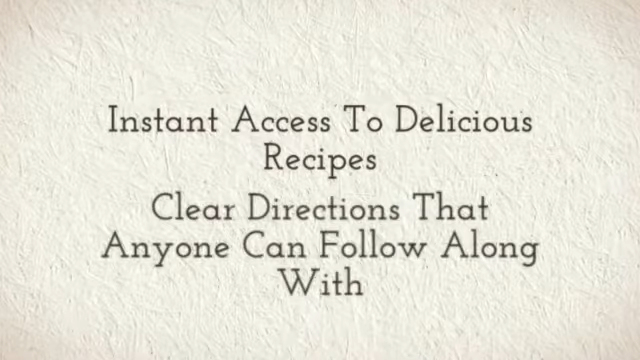 Instant Access To Delicious
Recipes
Clear Directions That
Anyone Can Follow Along
With